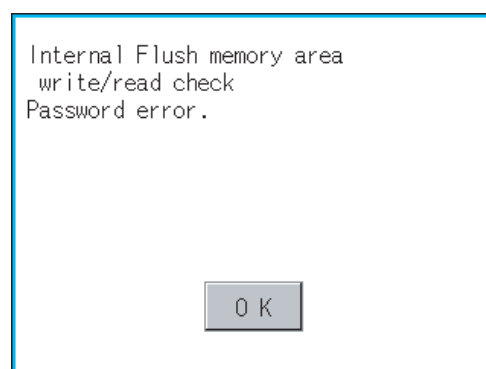 Internal Flush memory area
write/read check
Password error.
OK